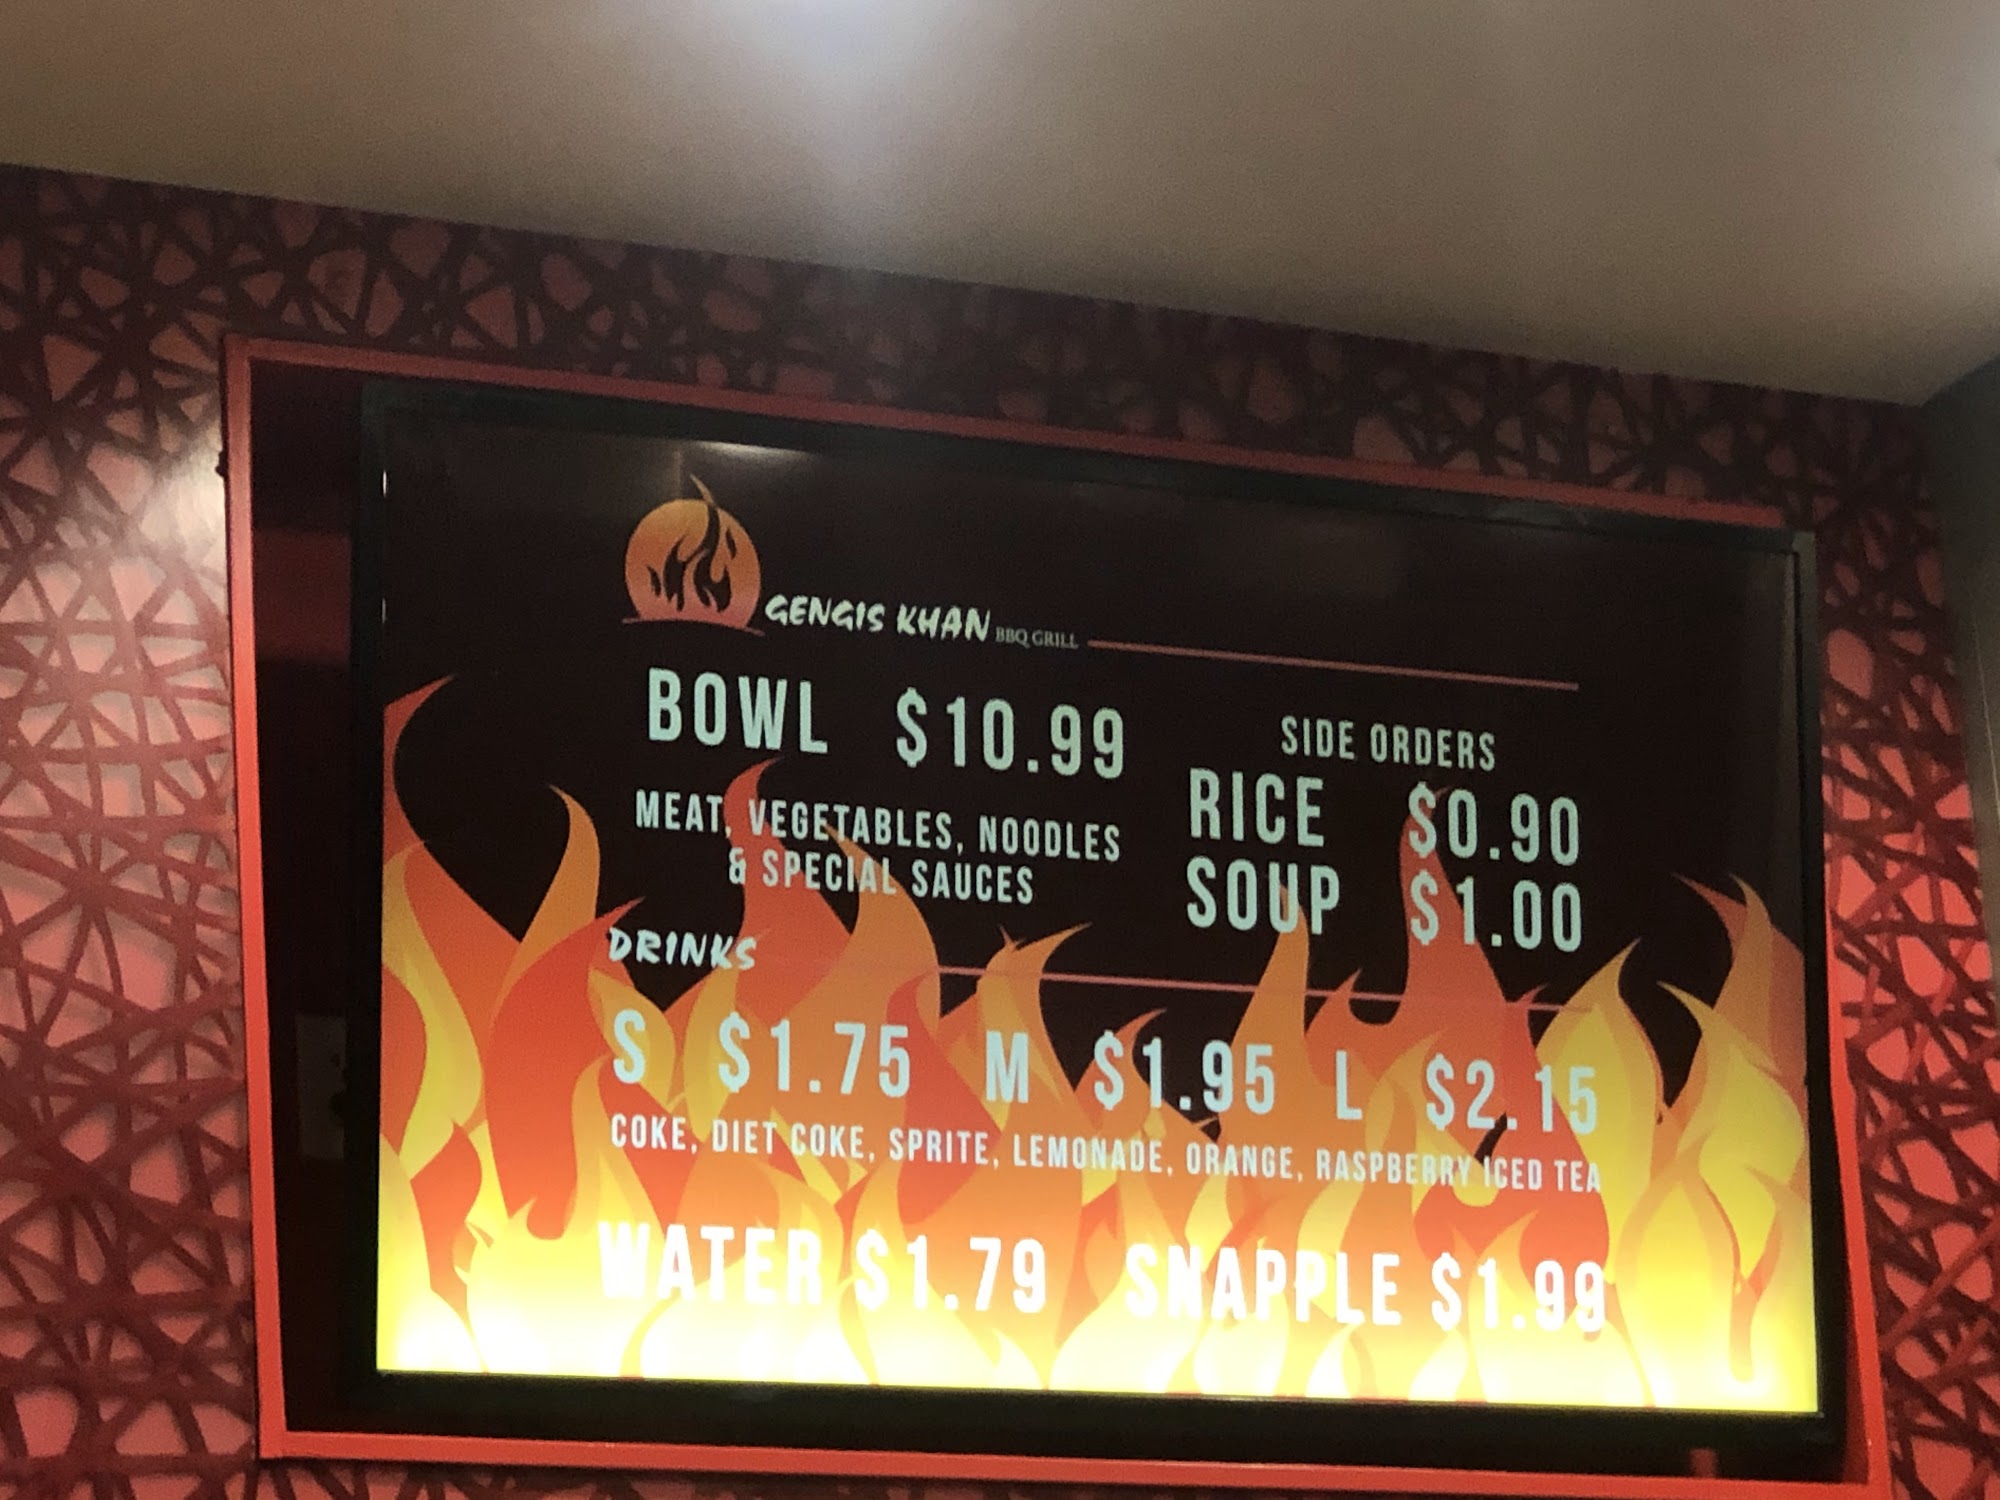 GENGIS KHAN BBQ GRILL
BOWL $10.99
MEAT, VEGETABLES, NOODLES
& SPECIAL SAUCES
SIDE ORDERS
RICE $0.90
SOUP $1.00
DRINKS
S $1.75 M $1.95 L $2.15
COKE, DIET COKE, SPRITE, LEMONADE, ORANGE, RASPBERRY ICED TEA
WATER $1.79 SNAPPLE $1.99